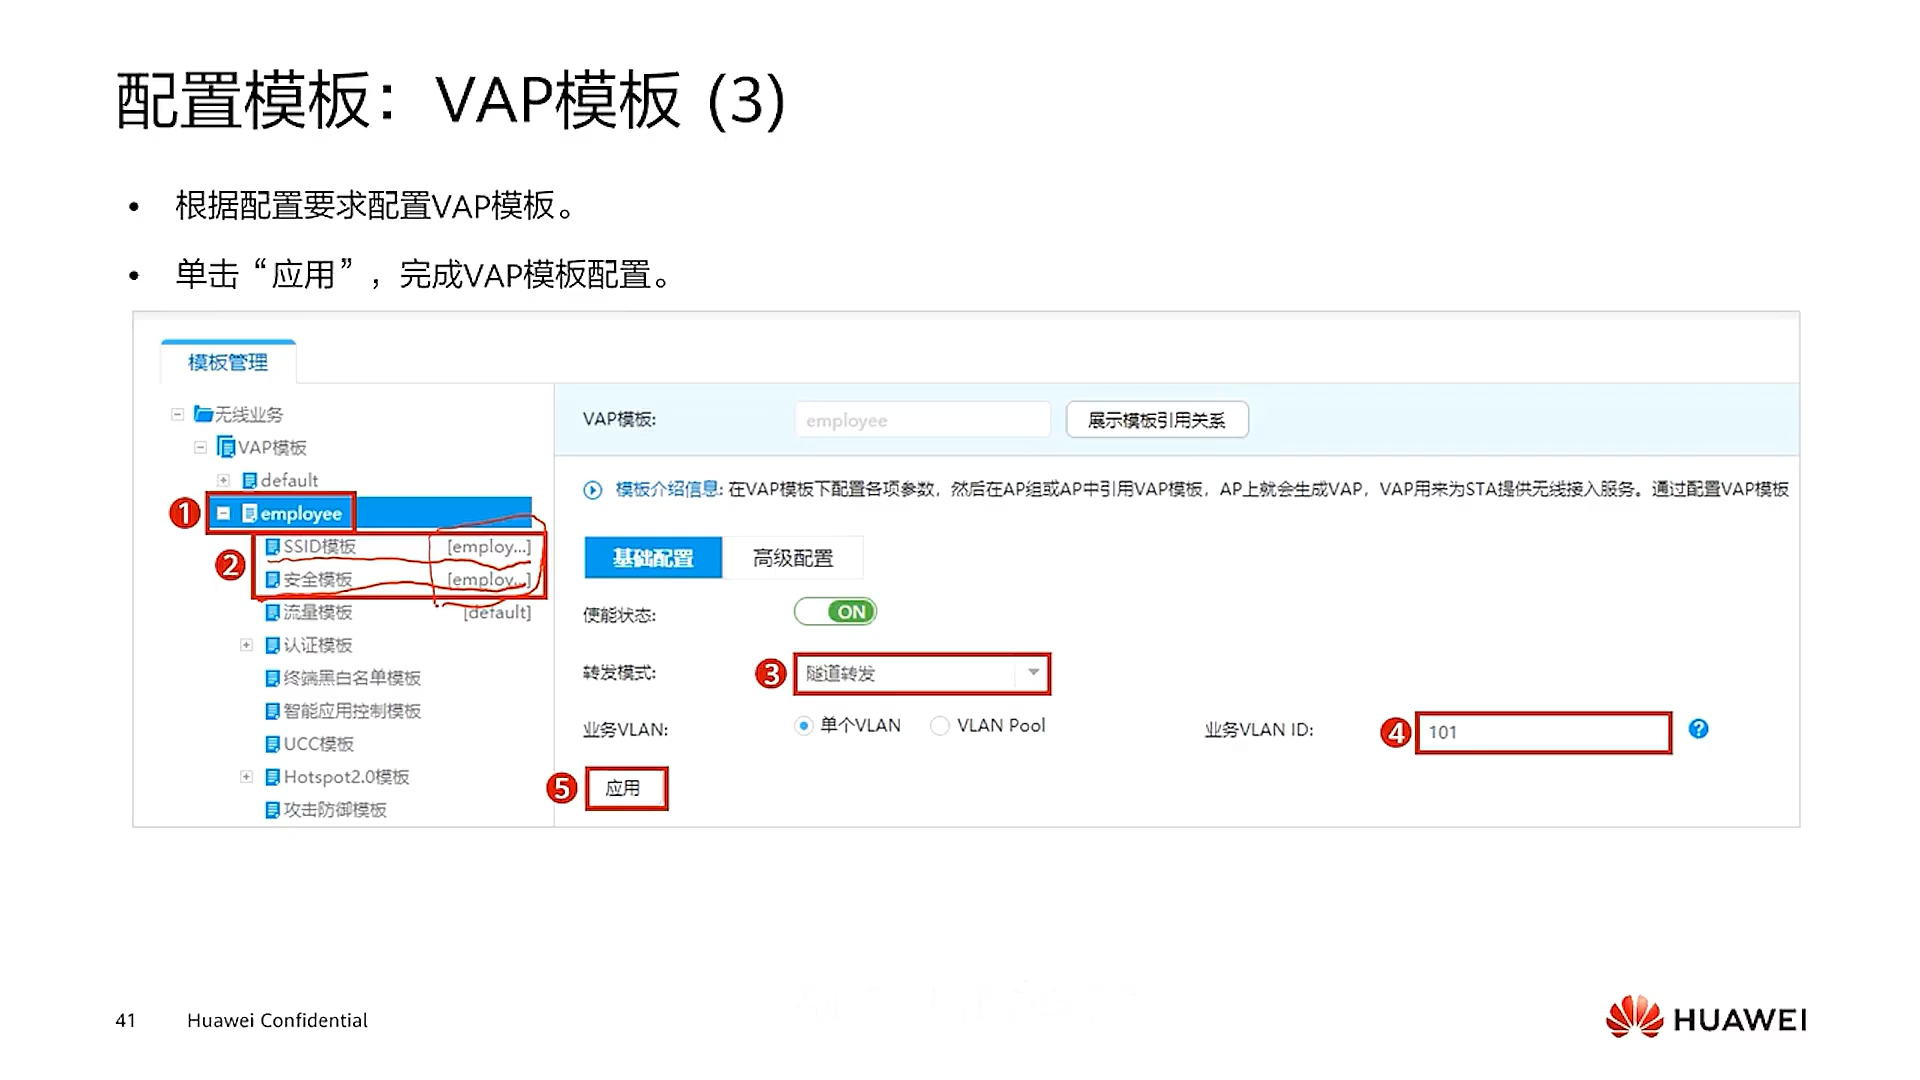 配置模板：VAP模板 (3)
• 根据配置要求配置VAP模板。
• 单击“应用”，完成VAP模板配置。
模板管理
无线业务
VAP模板
default
1 employee
2 SSID模板 [employ...]
安全模板 [employ...]
流量模板 [default]
认证模板
终端黑白名单模板
智能应用控制模板
UCC模板
Hotspot2.0模板
攻击防御模板
VAP模板: employee 展示模板引用关系
模板介绍信息: 在VAP模板下配置各项参数，然后在AP组或AP中引用VAP模板，AP上就会生成VAP，VAP用来为STA提供无线接入服务。通过配置VAP模板
基础配置 高级配置
使能状态: ON
转发模式: 3 隧道转发
业务VLAN: 单个VLAN VLAN Pool 业务VLAN ID: 4 101 ?
5 应用
41 Huawei Confidential
HUAWEI